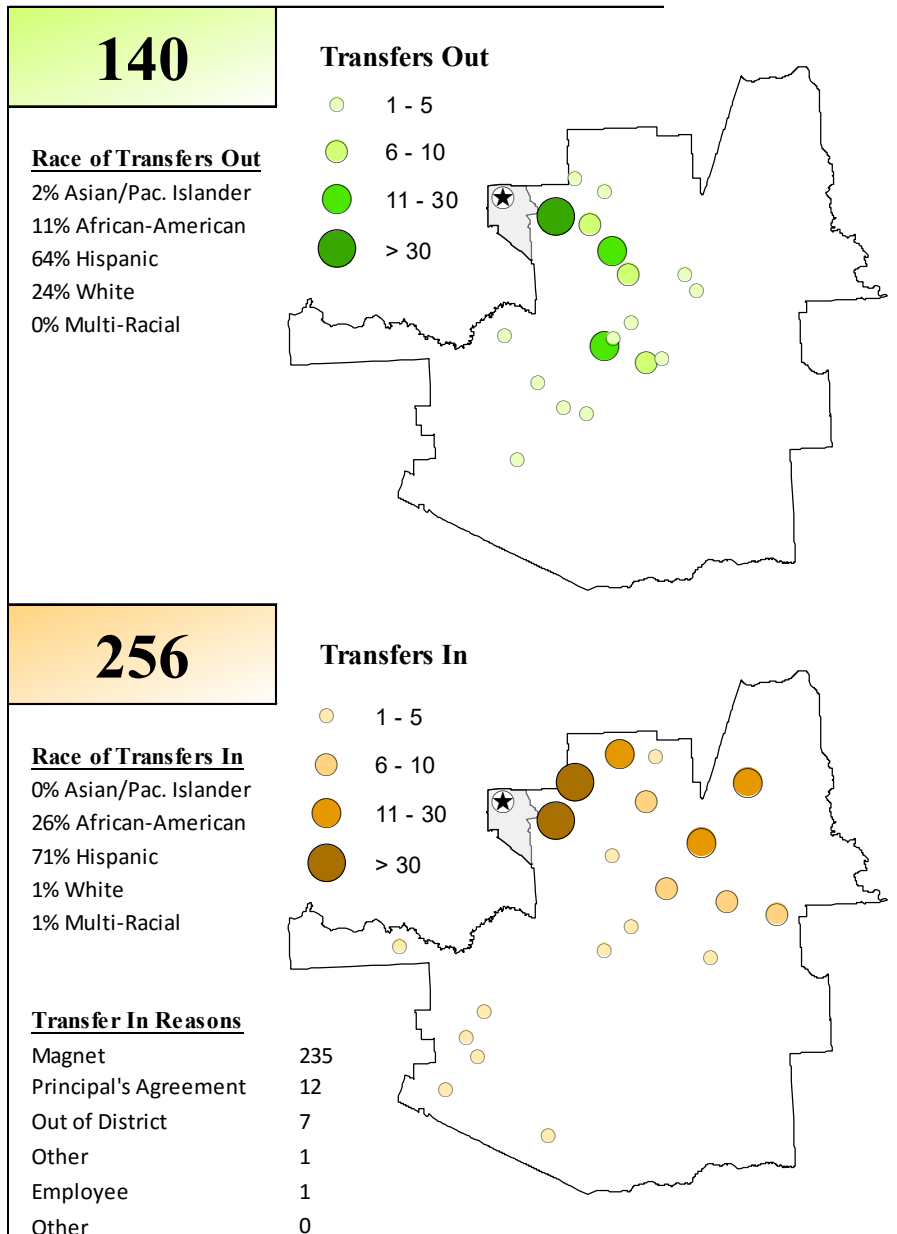 140
Transfers Out
1 - 5
6 - 10
11 - 30
> 30
Race of Transfers Out
2% Asian/Pac. Islander
11% African-American
64% Hispanic
24% White
0% Multi-Racial
256
Transfers In
1 - 5
6 - 10
11 - 30
> 30
Race of Transfers In
0% Asian/Pac. Islander
26% African-American
71% Hispanic
1% White
1% Multi-Racial
Transfer In Reasons
Magnet 235
Principal's Agreement 12
Out of District 7
Other 1
Employee 1
Other 0